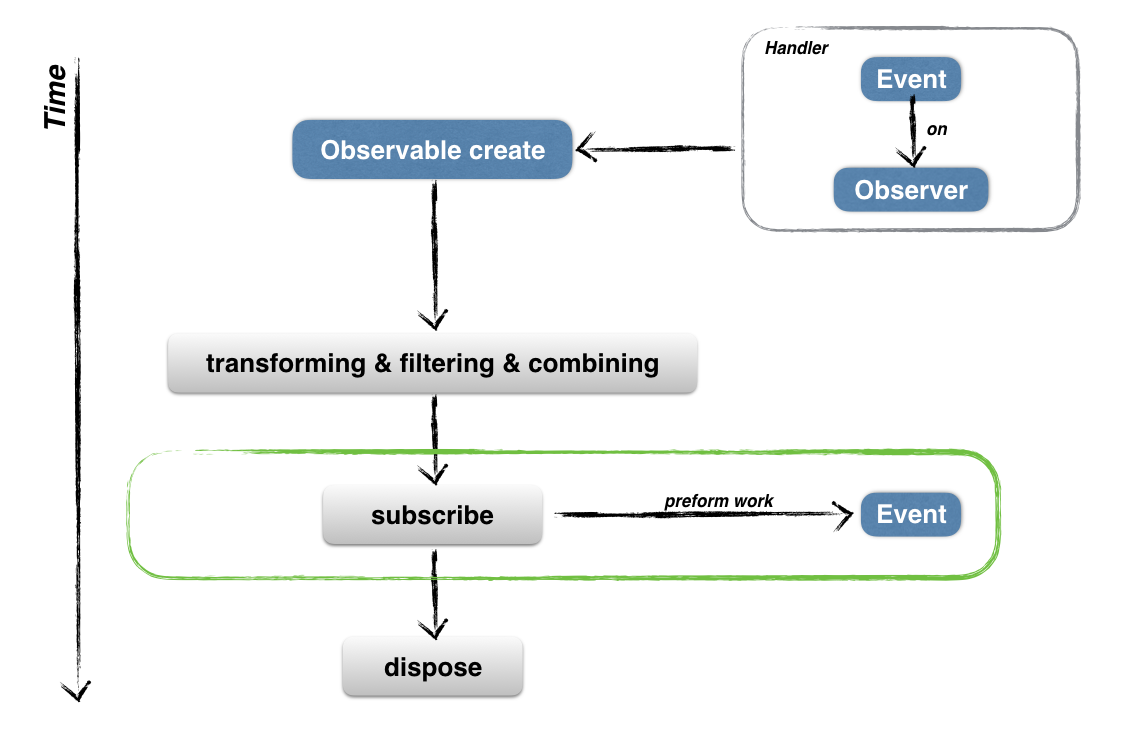 Time
Handler
Event
on
Observer
Observable create
transforming & filtering & combining
subscribe
preform work
Event
dispose